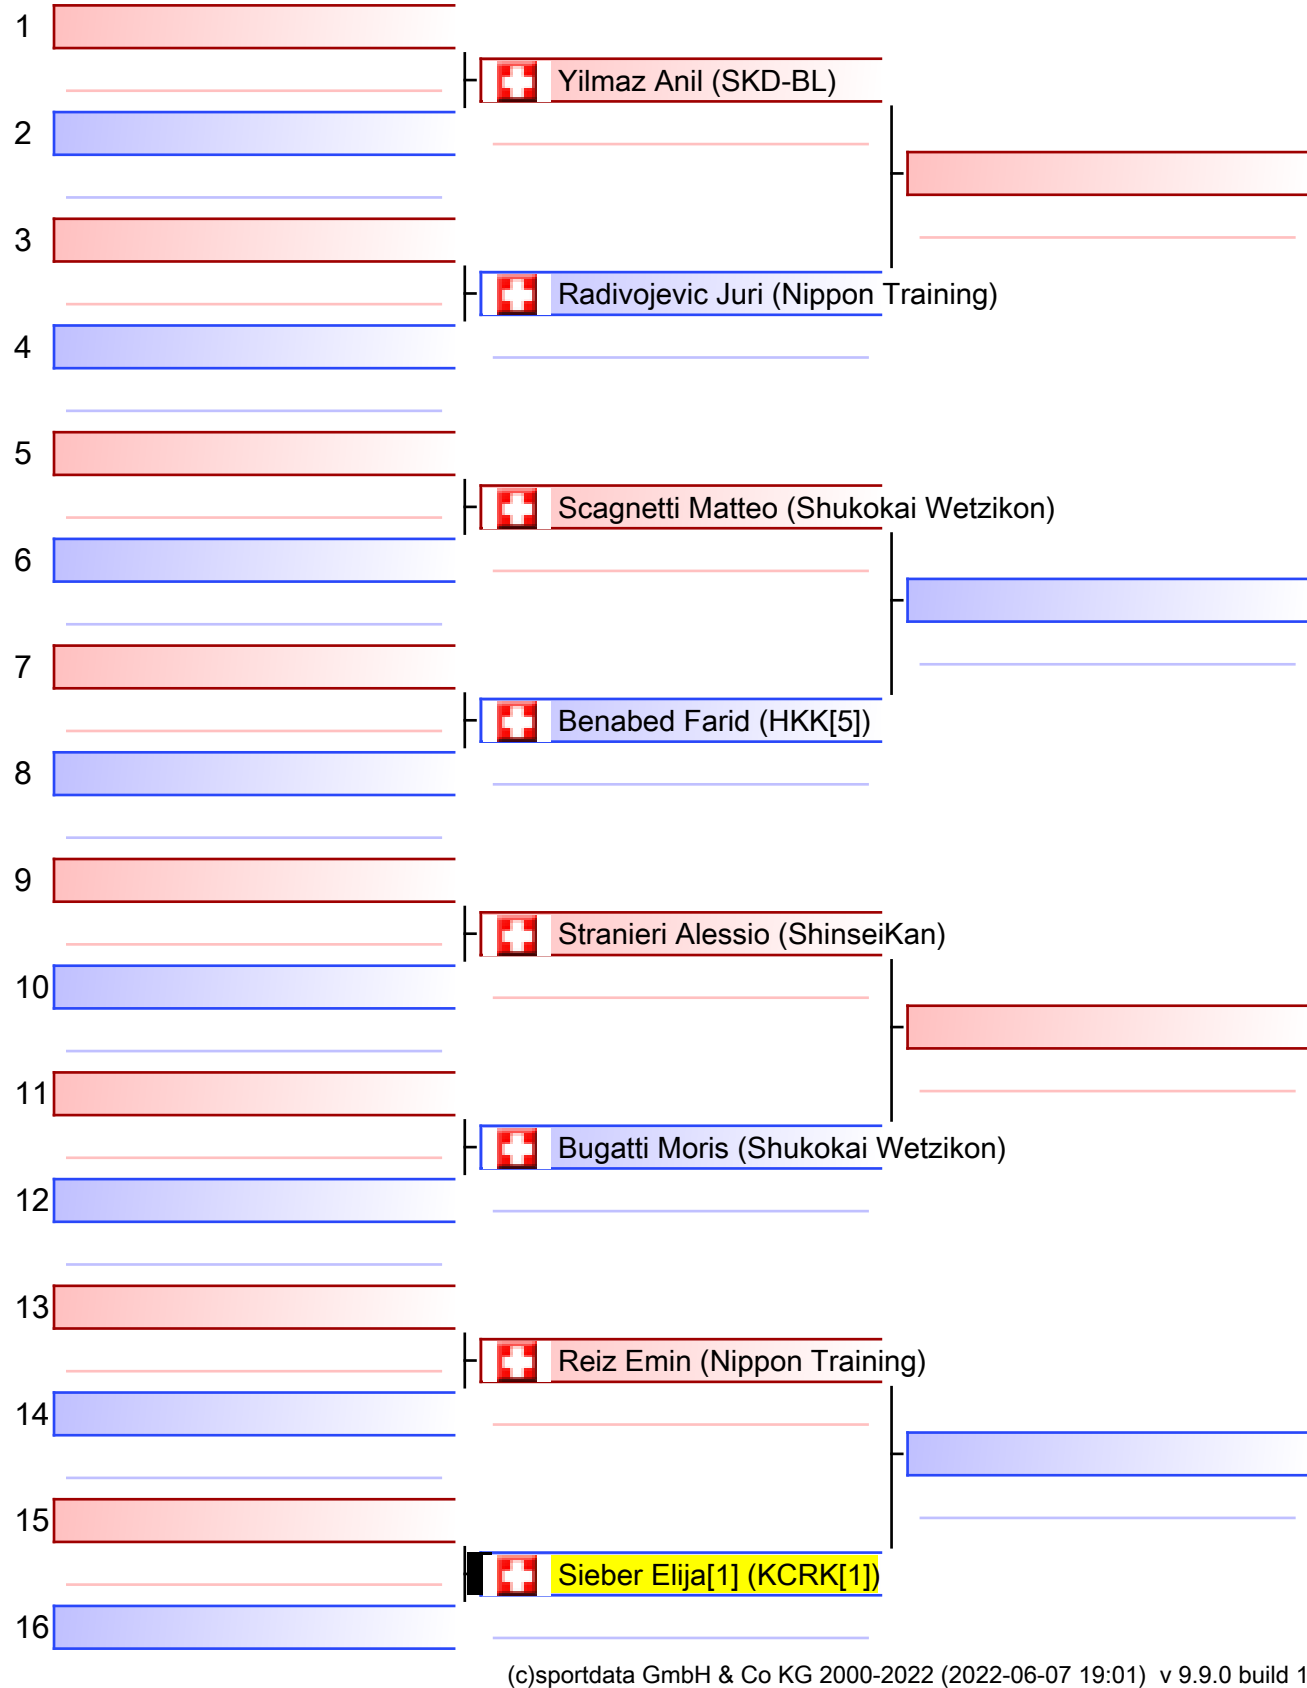 1
Yilmaz Anil (SKD-BL)
2
3
Radivojevic Juri (Nippon Training)
4
5
Scagnetti Matteo (Shukokai Wetzikon)
6
7
Benabed Farid (HKK[5])
8
9
Stranieri Alessio (ShinseiKan)
10
11
Bugatti Moris (Shukokai Wetzikon)
12
13
Reiz Emin (Nippon Training)
14
15
Sieber Elija[1] (KCRK[1])
16
(c)sportdata GmbH & Co KG 2000-2022 (2022-06-07 19:01) v 9.9.0 build 1